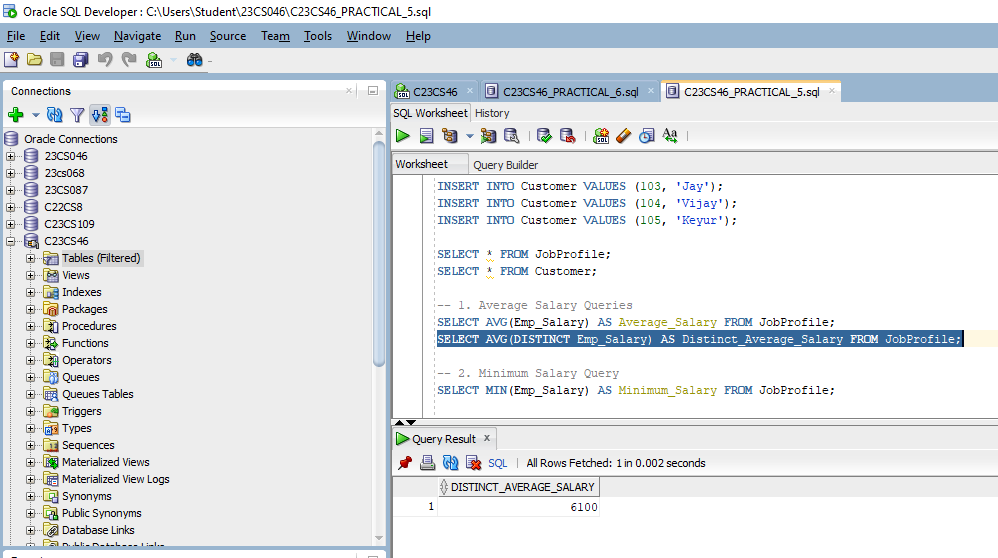 Oracle SQL Developer : C:\Users\Student\23CS046\C23CS46_PRACTICAL_5.sql
File Edit View Navigate Run Source Team Tools Window Help
Connections
Oracle Connections
23CS046
23cs068
23CS087
C22CS8
C23CS109
C23CS46
Tables (Filtered)
Views
Indexes
Packages
Procedures
Functions
Operators
Queues
Queues Tables
Triggers
Types
Sequences
Materialized Views
Materialized View Logs
Synonyms
Public Synonyms
Database Links
Public Database Links
C23CS46 C23CS46_PRACTICAL_6.sql C23CS46_PRACTICAL_5.sql
SQL Worksheet History
Aa
Worksheet Query Builder
INSERT INTO Customer VALUES (103, 'Jay');
INSERT INTO Customer VALUES (104, 'Vijay');
INSERT INTO Customer VALUES (105, 'Keyur');
SELECT * FROM JobProfile;
SELECT * FROM Customer;
-- 1. Average Salary Queries
SELECT AVG(Emp_Salary) AS Average_Salary FROM JobProfile;
SELECT AVG(DISTINCT Emp_Salary) AS Distinct_Average_Salary FROM JobProfile;
-- 2. Minimum Salary Query
SELECT MIN(Emp_Salary) AS Minimum_Salary FROM JobProfile;
Query Result
SQL | All Rows Fetched: 1 in 0.002 seconds
DISTINCT_AVERAGE_SALARY
1 6100